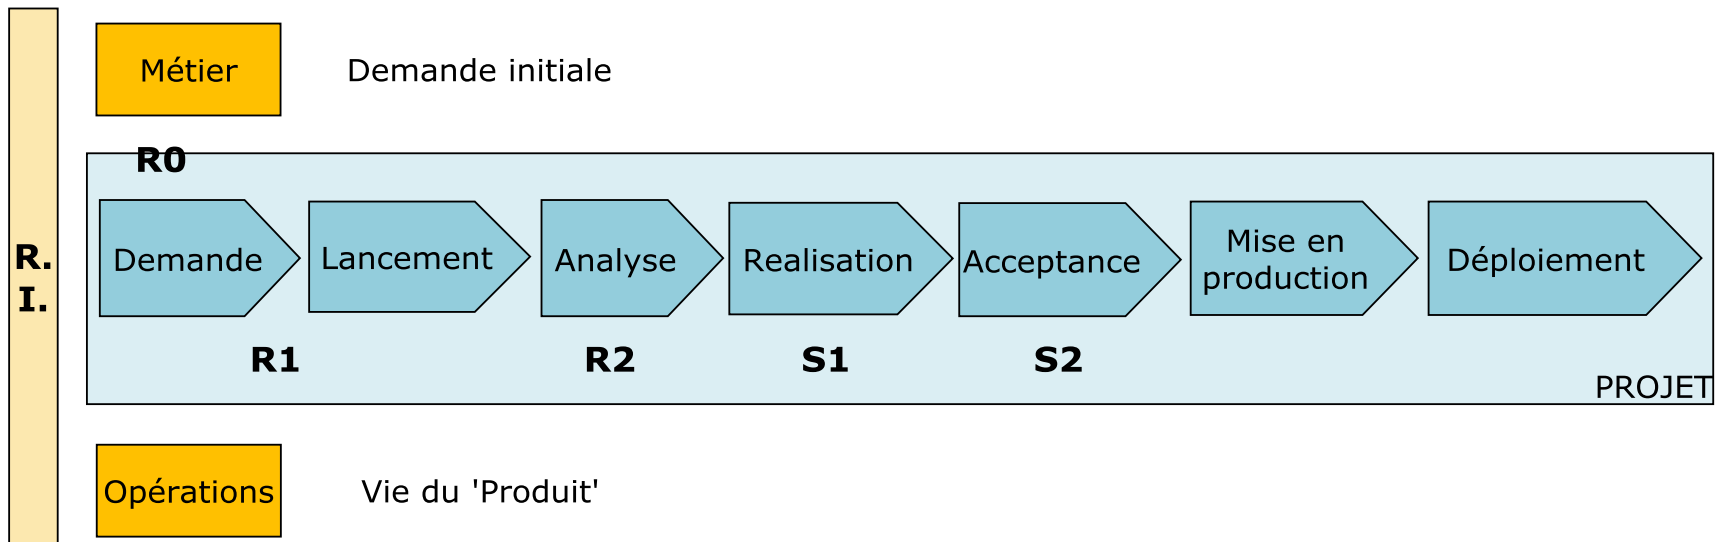 R.
I.
Métier
Demande initiale
R0
Demande
Lancement
Analyse
Realisation
Acceptance
Mise en
production
Déploiement
R1
R2
S1
S2
PROJET
Opérations
Vie du 'Produit'